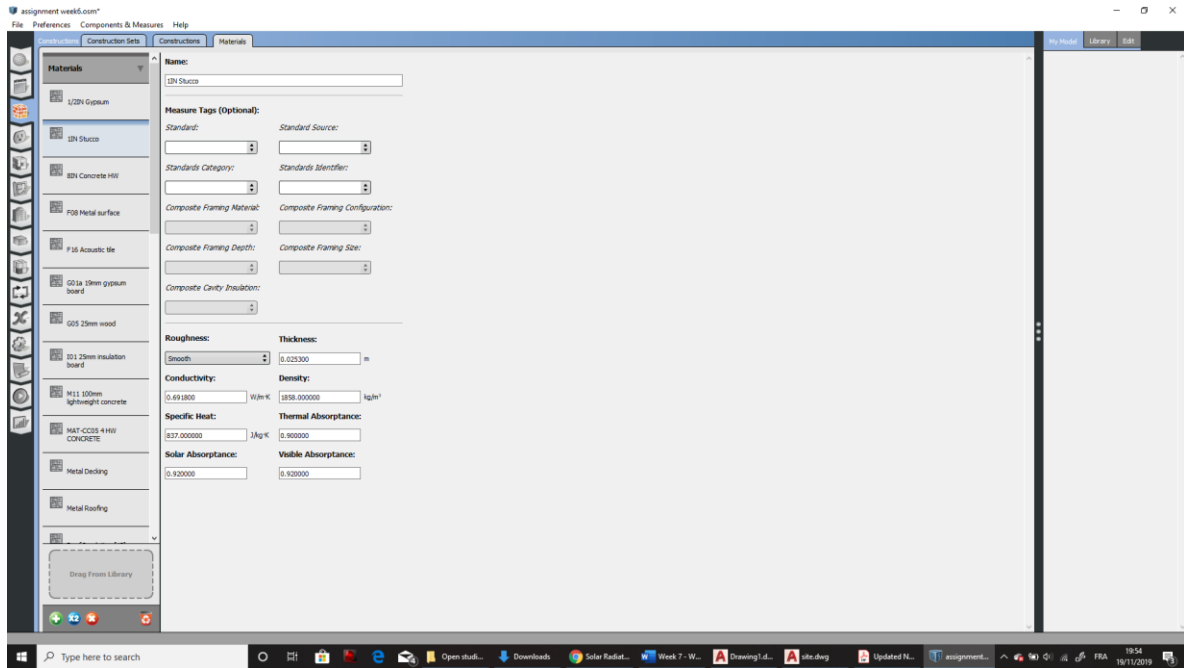 assignment week6.osm*
File Preferences Components & Measures Help
Constructions Construction Sets Constructions Materials
My Model Library Edit
Materials
1/2IN Gypsum
1IN Stucco
8IN Concrete HW
F08 Metal surface
F16 Acoustic tile
G01a 19mm gypsum
board
G05 25mm wood
I01 25mm insulation
board
M11 100mm
lightweight concrete
MAT-CC05 4 HW
CONCRETE
Metal Decking
Metal Roofing
Drag From Library
X2
Name:
1IN Stucco
Measure Tags (Optional):
Standard: Standard Source:
Standards Category: Standards Identifier:
Composite Framing Material: Composite Framing Configuration:
Composite Framing Depth: Composite Framing Size:
Composite Cavity Insulation:
Roughness: Thickness:
Smooth 0.025300 m
Conductivity: Density:
0.691800 W/m·K 1858.000000 kg/m³
Specific Heat: Thermal Absorptance:
837.000000 J/kg·K 0.900000
Solar Absorptance: Visible Absorptance:
0.920000 0.920000
Type here to search
Open studi... Downloads Solar Radiat... Week 7 - W... Drawing1.d... site.dwg Updated N... assignment... FRA 19:54
19/11/2019